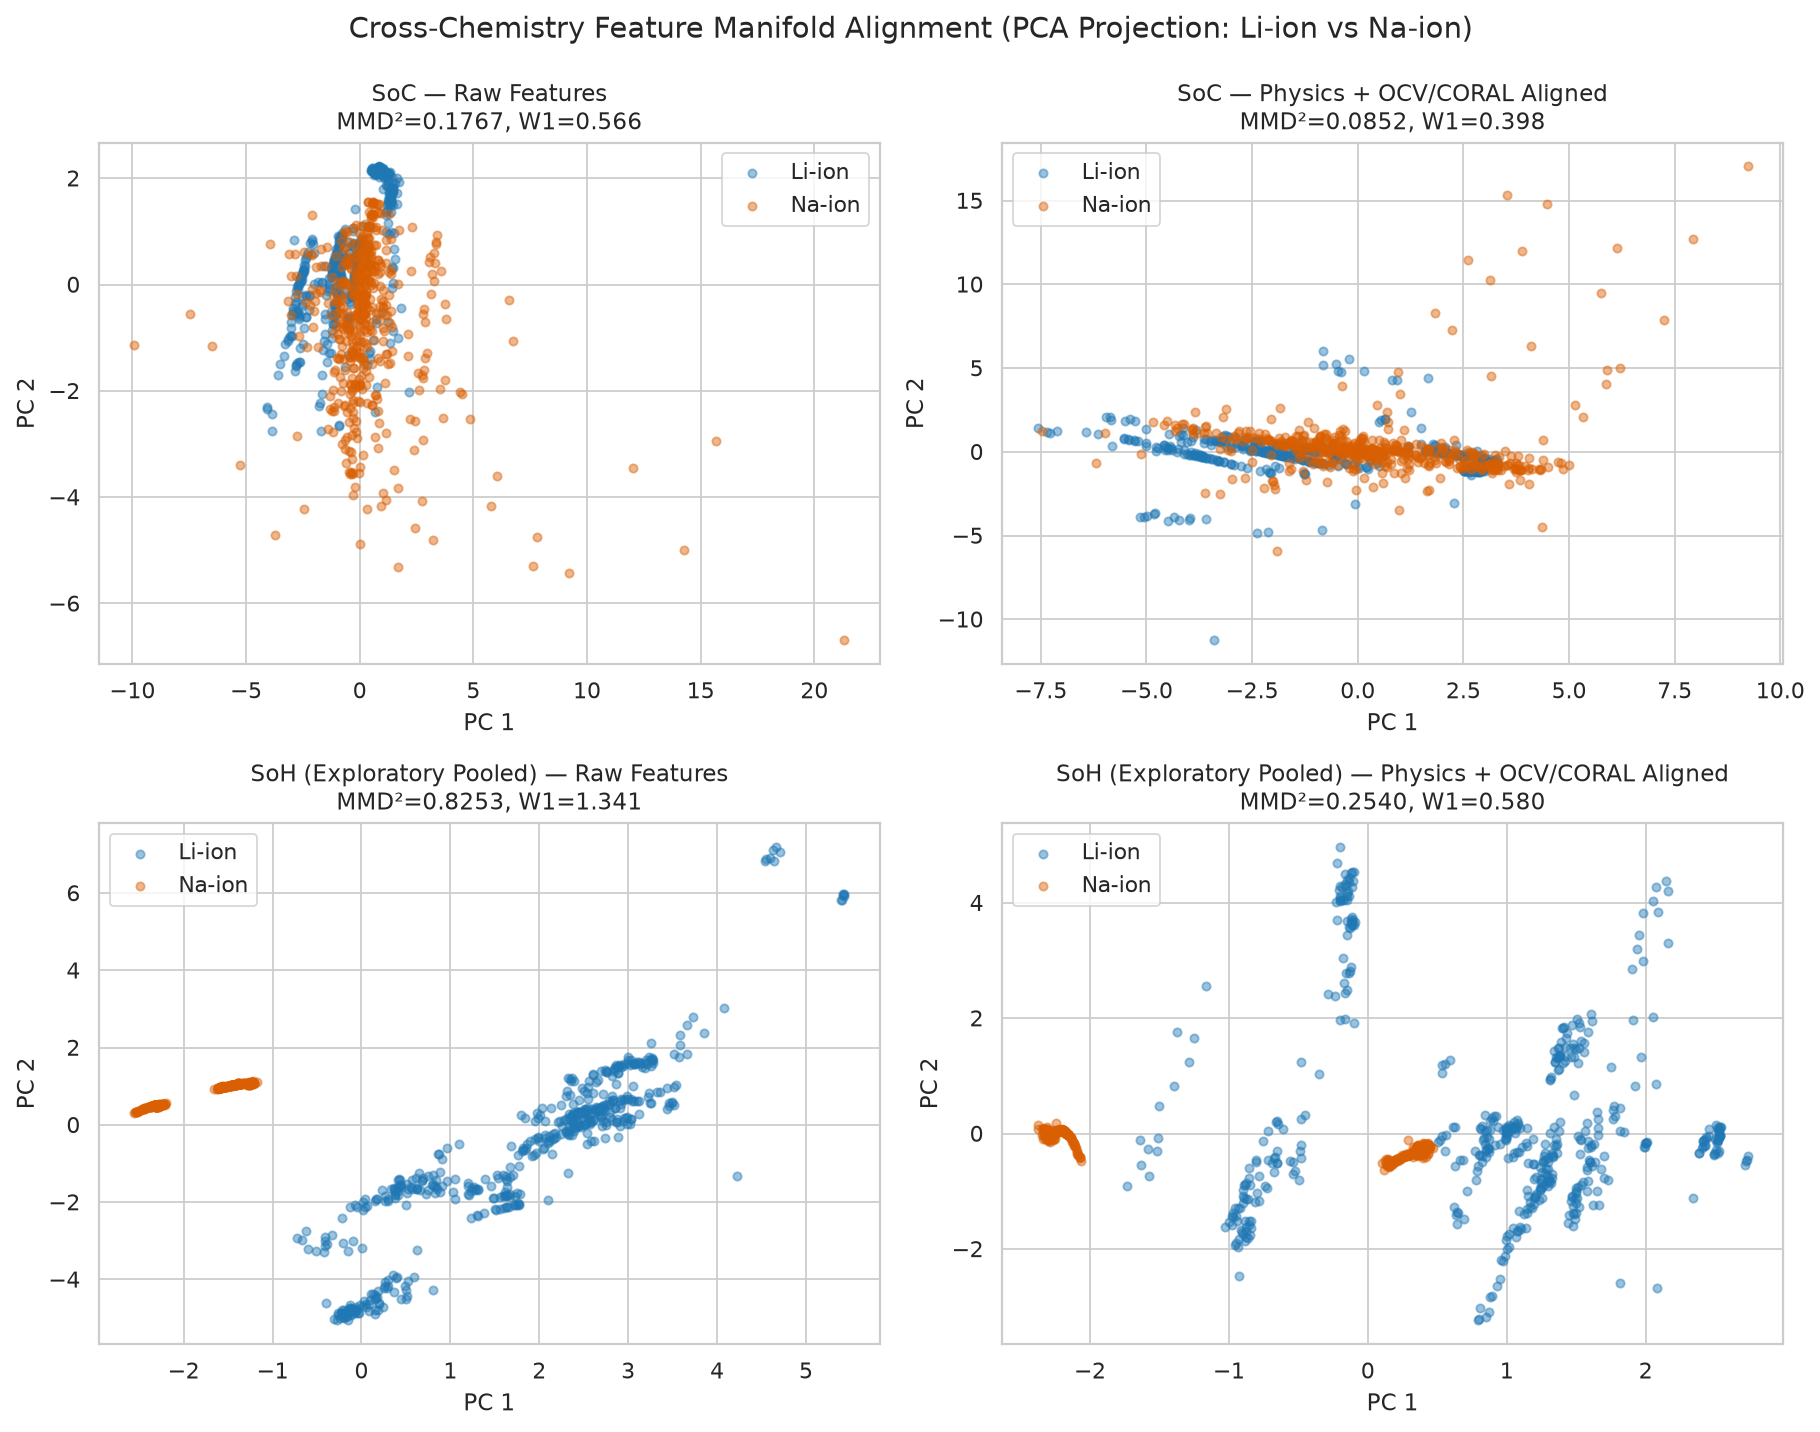 Cross-Chemistry Feature Manifold Alignment (PCA Projection: Li-ion vs Na-ion)
SoC — Raw Features
MMD²=0.1767, W1=0.566
Li-ion
Na-ion
2
0
−2
−4
−6
PC 2
−10
−5
0
5
10
15
20
PC 1
SoC — Physics + OCV/CORAL Aligned
MMD²=0.0852, W1=0.398
Li-ion
Na-ion
15
10
5
0
−5
−10
PC 2
−7.5
−5.0
−2.5
0.0
2.5
5.0
7.5
10.0
PC 1
SoH (Exploratory Pooled) — Raw Features
MMD²=0.8253, W1=1.341
Li-ion
Na-ion
6
4
2
0
−2
−4
PC 2
−2
−1
0
1
2
3
4
5
PC 1
SoH (Exploratory Pooled) — Physics + OCV/CORAL Aligned
MMD²=0.2540, W1=0.580
Li-ion
Na-ion
4
2
0
−2
PC 2
−2
−1
0
1
2
PC 1